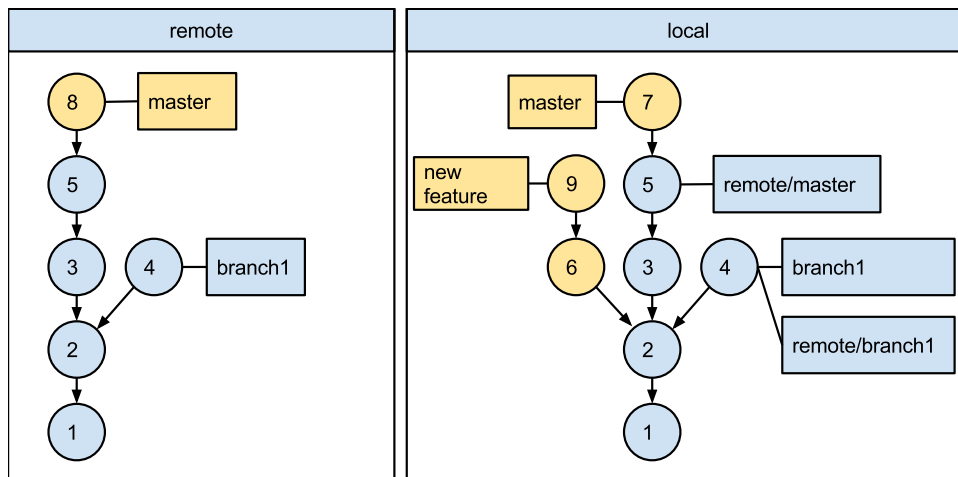 remote
8
master
5
3
4
branch1
2
1
local
master
7
new
feature
9
5
remote/master
6
3
4
branch1
remote/branch1
2
1